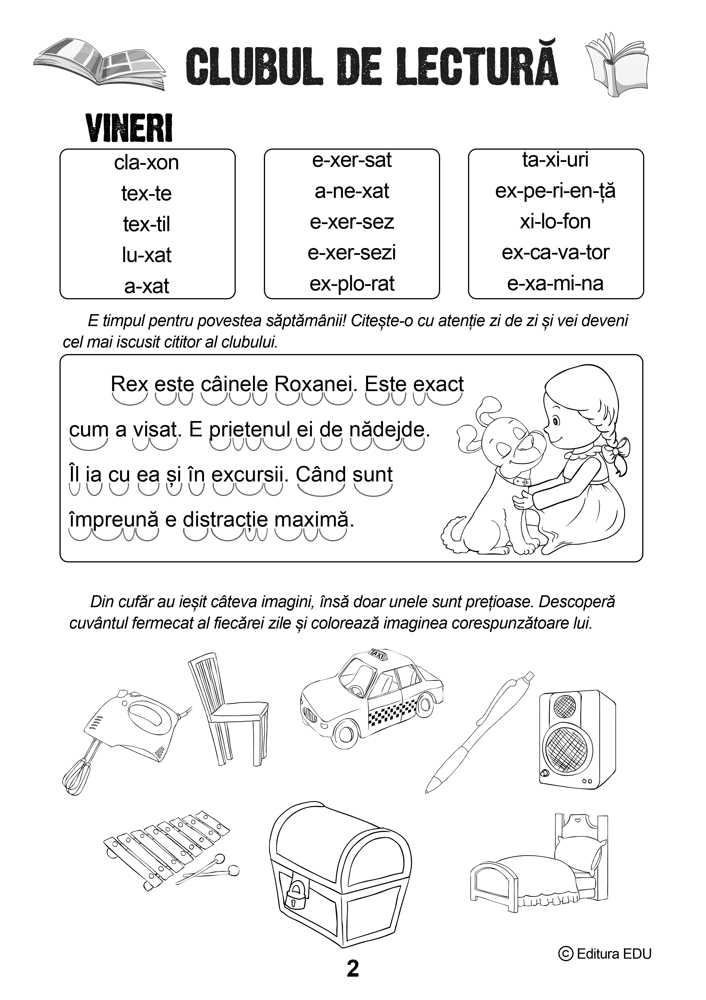 CLUBUL DE LECTURĂ
VINERI
cla-xon
tex-te
tex-til
lu-xat
a-xat
e-xer-sat
a-ne-xat
e-xer-sez
e-xer-sezi
ex-plo-rat
ta-xi-uri
ex-pe-ri-en-ță
xi-lo-fon
ex-ca-va-tor
e-xa-mi-na
E timpul pentru povestea săptămânii! Citește-o cu atenție zi de zi și vei deveni
cel mai iscusit cititor al clubului.
Rex este câinele Roxanei. Este exact
cum a visat. E prietenul ei de nădejde.
Îl ia cu ea și în excursii. Când sunt
împreună e distracție maximă.
Din cufăr au ieșit câteva imagini, însă doar unele sunt prețioase. Descoperă
cuvântul fermecat al fiecărei zile și colorează imaginea corespunzătoare lui.
TAXI
© Editura EDU
2